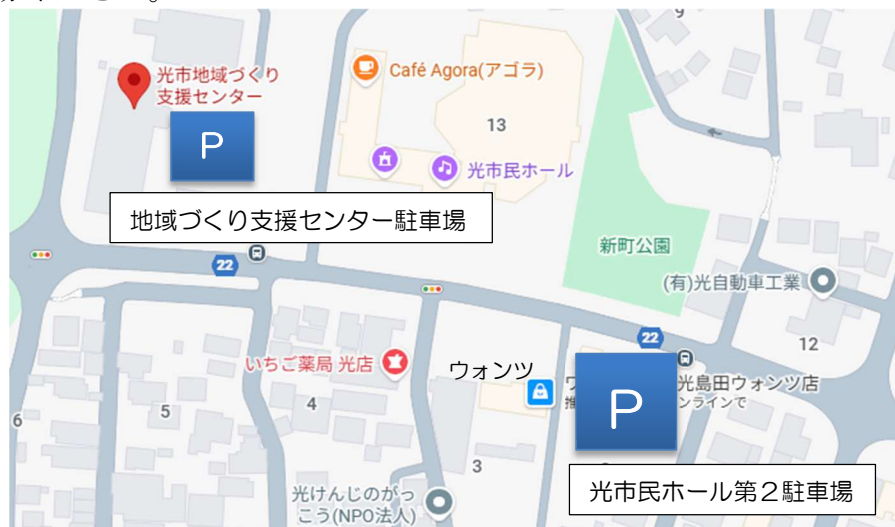 9
光市地域づくり
支援センター
Café Agora(アゴラ)
P
13
光市民ホール
地域づくり支援センター駐車場
新町公園
22
(有)光自動車工業
22
12
いちご薬局 光店
ウォンツ
光島田ウォンツ店
ンラインで
P
5
4
6
3
光市民ホール第2駐車場
光けんじのがっ
こう(NPO法人)